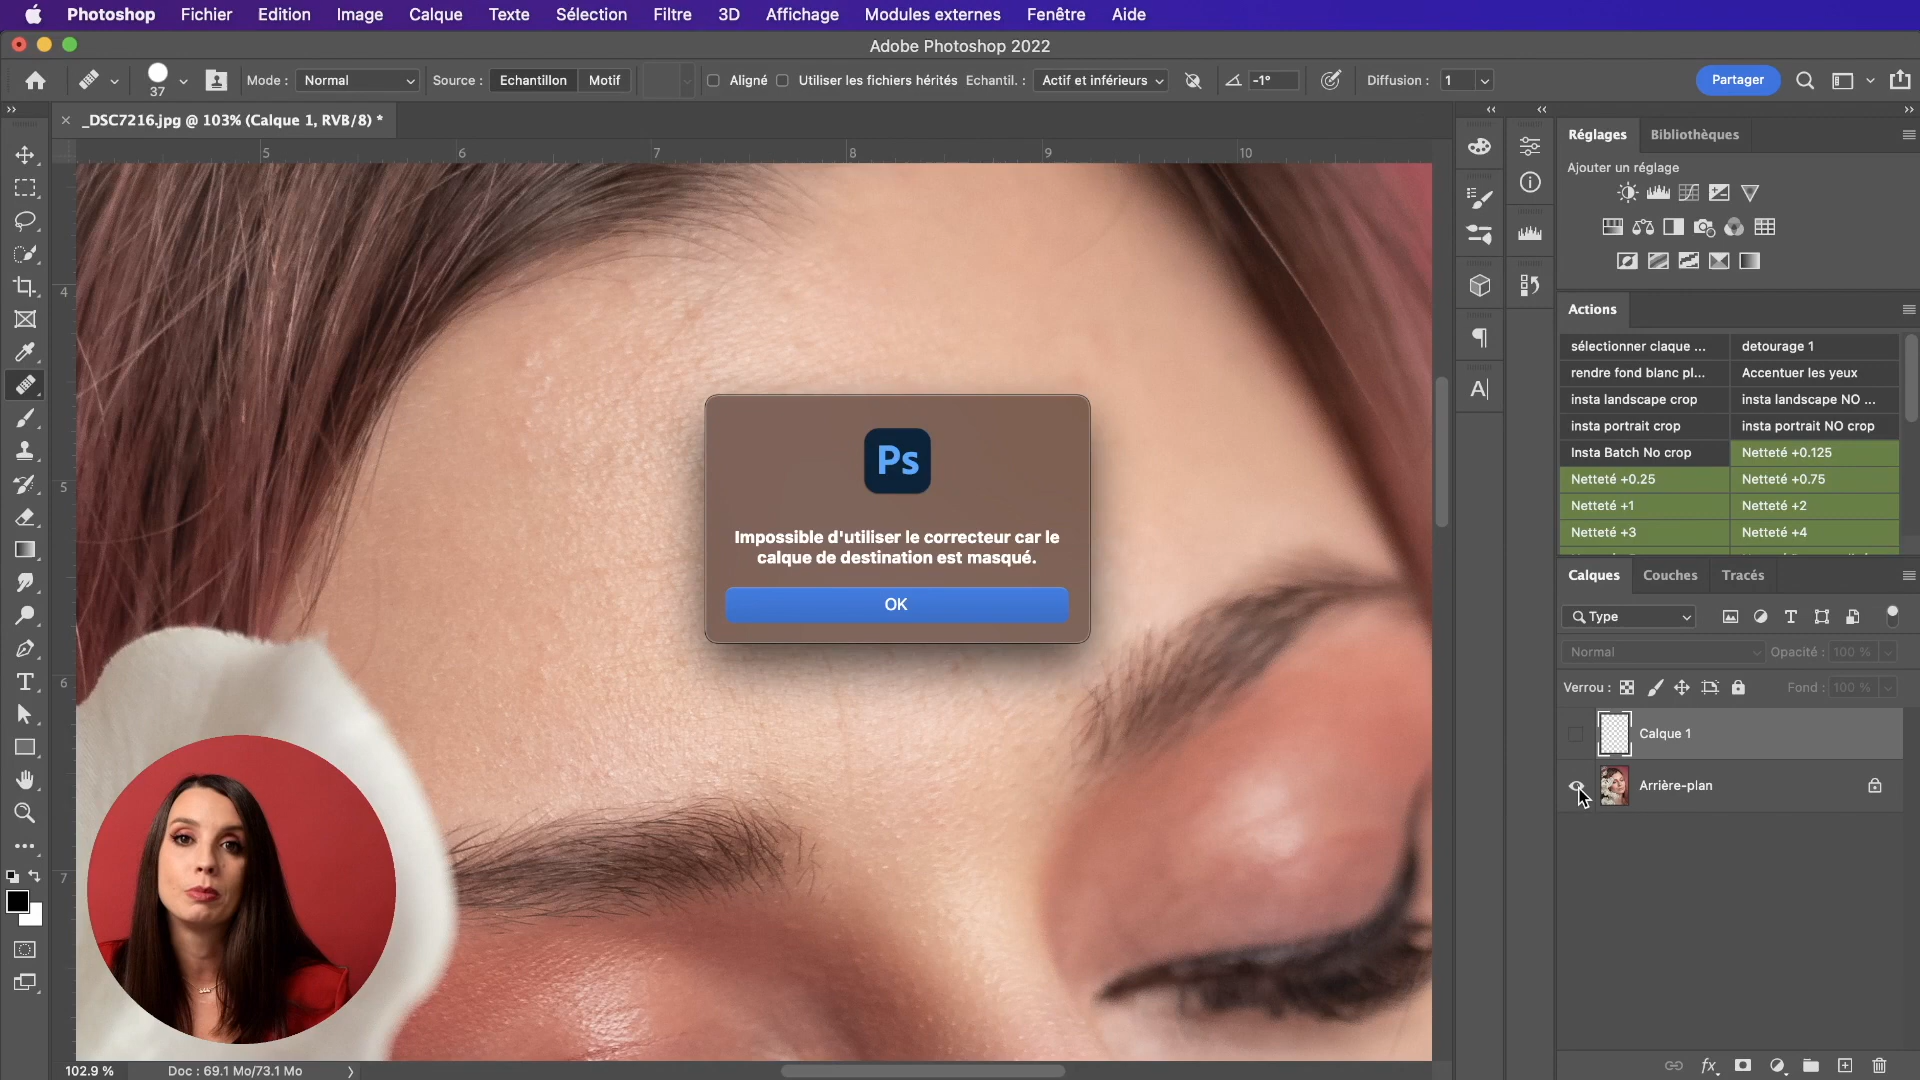 Photoshop Fichier Edition Image Calque Texte Sélection Filtre 3D Affichage Modules externes Fenêtre Aide
Adobe Photoshop 2022
37 Mode : Normal Source : Echantillon Motif Aligné Utiliser les fichiers hérités Echantil. : Actif et inférieurs -1° Diffusion : 1 Partager
_DSC7216.jpg @ 103% (Calque 1, RVB/8) *
5 6 7 8 9 10
4
5
6
7
Ps
Impossible d'utiliser le correcteur car le
calque de destination est masqué.
OK
Réglages Bibliothèques
Ajouter un réglage
Actions
sélectionner claque ... detourage 1
rendre fond blanc pl... Accentuer les yeux
insta landscape crop insta landscape NO ...
insta portrait crop insta portrait NO crop
Insta Batch No crop Netteté +0.125
Netteté +0.25 Netteté +0.75
Netteté +1 Netteté +2
Netteté +3 Netteté +4
Calques Couches Tracés
Type
Normal Opacité : 100 %
Verrou : Fond : 100 %
Calque 1
Arrière-plan
fx
102.9 % Doc : 69.1 Mo/73.1 Mo